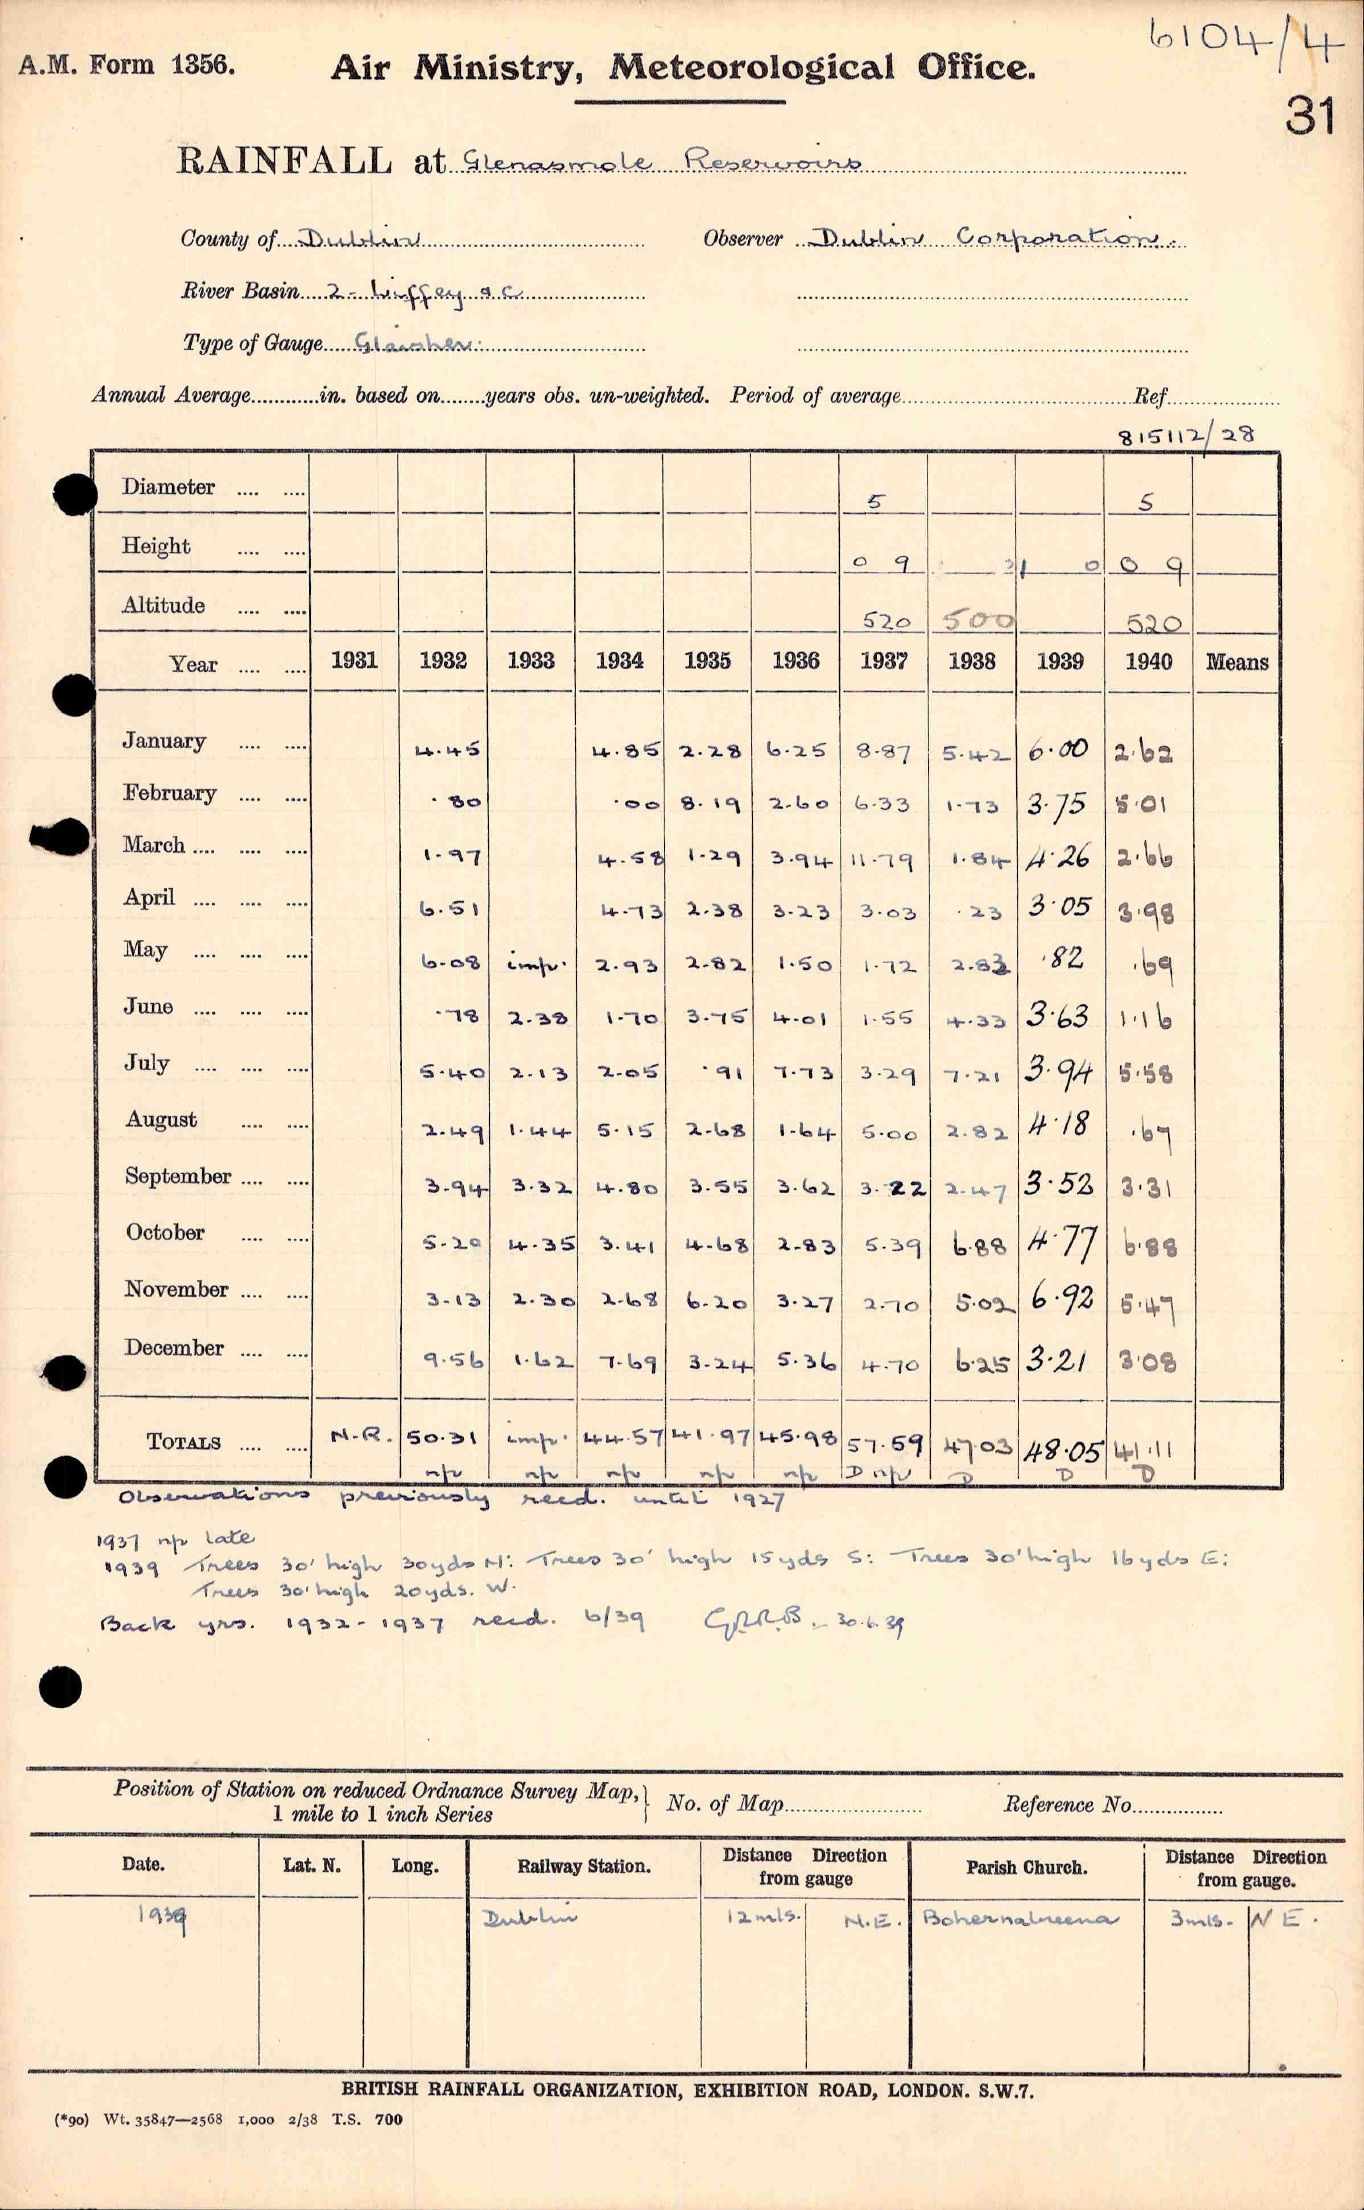 6104/4
A.M. Form 1356. Air Ministry, Meteorological Office.
31
RAINFALL at Glenasmole Reservoirs
County of Dublin Observer Dublin Corporation.
River Basin 2- Liffey &c
Type of Gauge Glaisher.
Annual Average............in. based on........years obs. un-weighted. Period of average.................... Ref....................
815112/28
Diameter .... .... 5 5
Height .... .... 0 9 0 0 9
Altitude .... .... 520 500 520
Year .... .... 1931 1932 1933 1934 1935 1936 1937 1938 1939 1940 Means
January .... .... 4.45 4.85 2.28 6.25 8.87 5.42 6.00 2.62
February .... .... .80 .00 8.19 2.60 6.33 1.73 3.75 5.01
March .... .... .... 1.97 4.58 1.29 3.94 11.79 1.84 4.26 2.66
April .... .... .... 6.51 4.73 2.38 3.23 3.03 .23 3.05 3.98
May .... .... .... 6.08 imp. 2.93 2.82 1.50 1.72 2.83 .82 .69
June .... .... .... .78 2.38 1.70 3.75 4.01 1.55 4.33 3.63 1.16
July .... .... .... 5.40 2.13 2.05 .91 7.73 3.29 7.21 3.94 5.58
August .... .... 2.49 1.44 5.15 2.68 1.64 5.00 2.82 4.18 .67
September .... .... 3.94 3.32 4.80 3.55 3.62 3.22 2.47 3.52 3.31
October .... .... 5.20 4.35 3.41 4.68 2.83 5.39 6.88 4.77 6.88
November .... .... 3.13 2.30 2.68 6.20 3.27 2.70 5.02 6.92 5.47
December .... .... 9.56 1.62 7.69 3.24 5.36 4.70 6.25 3.21 3.08
TOTALS .... .... N.R. 50.31 imp. 44.57 41.97 45.98 57.59 47.03 48.05 41.11
np np np np np D np D D D
Observations previously recd. until 1927
1937 np late
1939 Trees 30' high 30yds N: Trees 30' high 15yds S: Trees 30' high 16yds E:
Trees 30' high 20yds. W.
Back yrs. 1932-1937 recd. 6/39 30.6.39
Position of Station on reduced Ordnance Survey Map, 1 mile to 1 inch Series } No. of Map.................... Reference No................
Date. Lat. N. Long. Railway Station. Distance Direction from gauge Parish Church. Distance Direction from gauge.
1939 Dublin 12 mls. N.E. Bohernabreena 3 mls. N E.
BRITISH RAINFALL ORGANIZATION, EXHIBITION ROAD, LONDON. S.W.7.
(*90) Wt. 35847—2568 1,000 2/38 T.S. 700